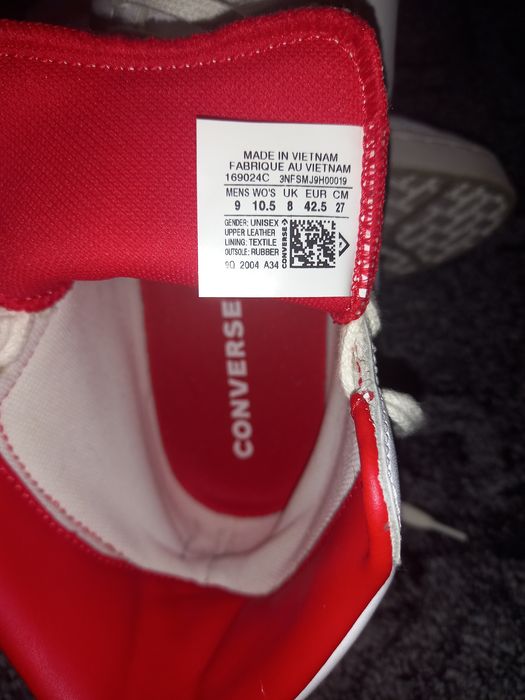 MADE IN VIETNAM
FABRIQUE AU VIETNAM
169024C 3NFSMJ9H00019
MENS WO'S UK EUR CM
9 10.5 8 42.5 27
GENDER: UNISEX
UPPER LEATHER
LINING: TEXTILE
OUTSOLE: RUBBER
CONVERSE
2004 A34
CONVERSE